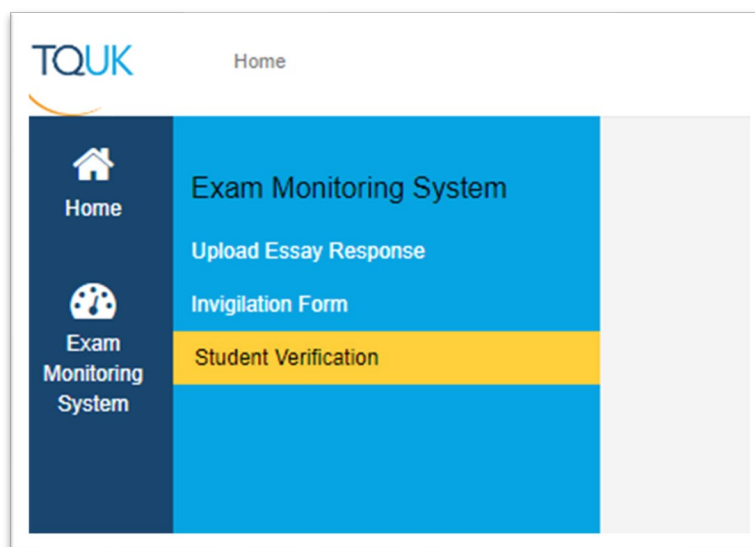 TQUK
Home
Home
Exam
Monitoring
System
Exam Monitoring System
Upload Essay Response
Invigilation Form
Student Verification